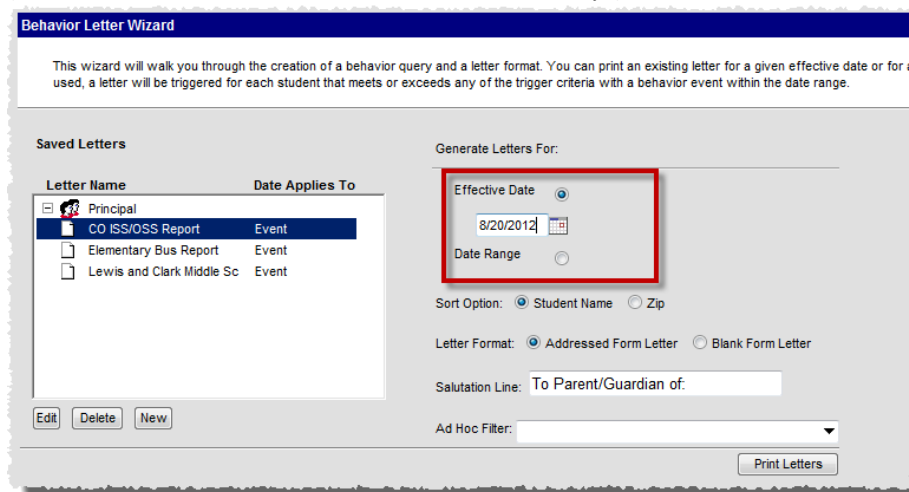 Behavior Letter Wizard
This wizard will walk you through the creation of a behavior query and a letter format. You can print an existing letter for a given effective date or for a
used, a letter will be triggered for each student that meets or exceeds any of the trigger criteria with a behavior event within the date range.
Saved Letters
Generate Letters For:
Letter Name Date Applies To
Effective Date
Principal
CO ISS/OSS Report Event
8/20/2012
Elementary Bus Report Event
Date Range
Lewis and Clark Middle Sc Event
Sort Option: Student Name Zip
Letter Format: Addressed Form Letter Blank Form Letter
Salutation Line: To Parent/Guardian of:
Edit Delete New
Ad Hoc Filter:
Print Letters